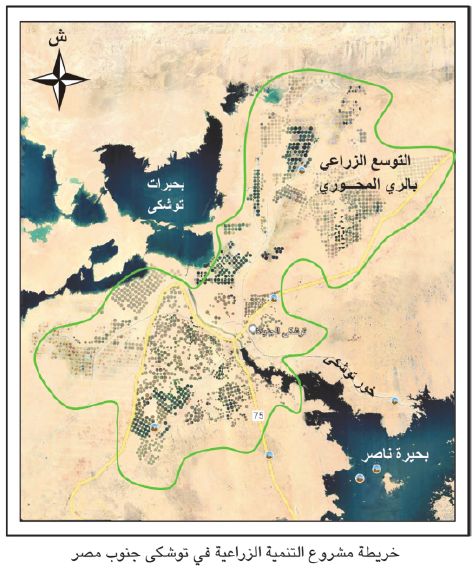 ش
التوسع الزراعي
بالري المحوري
بحيرات
توشكى
توشكى الجديدة
خور توشكى
75
بحيرة ناصر
خريطة مشروع التنمية الزراعية في توشكى جنوب مصر